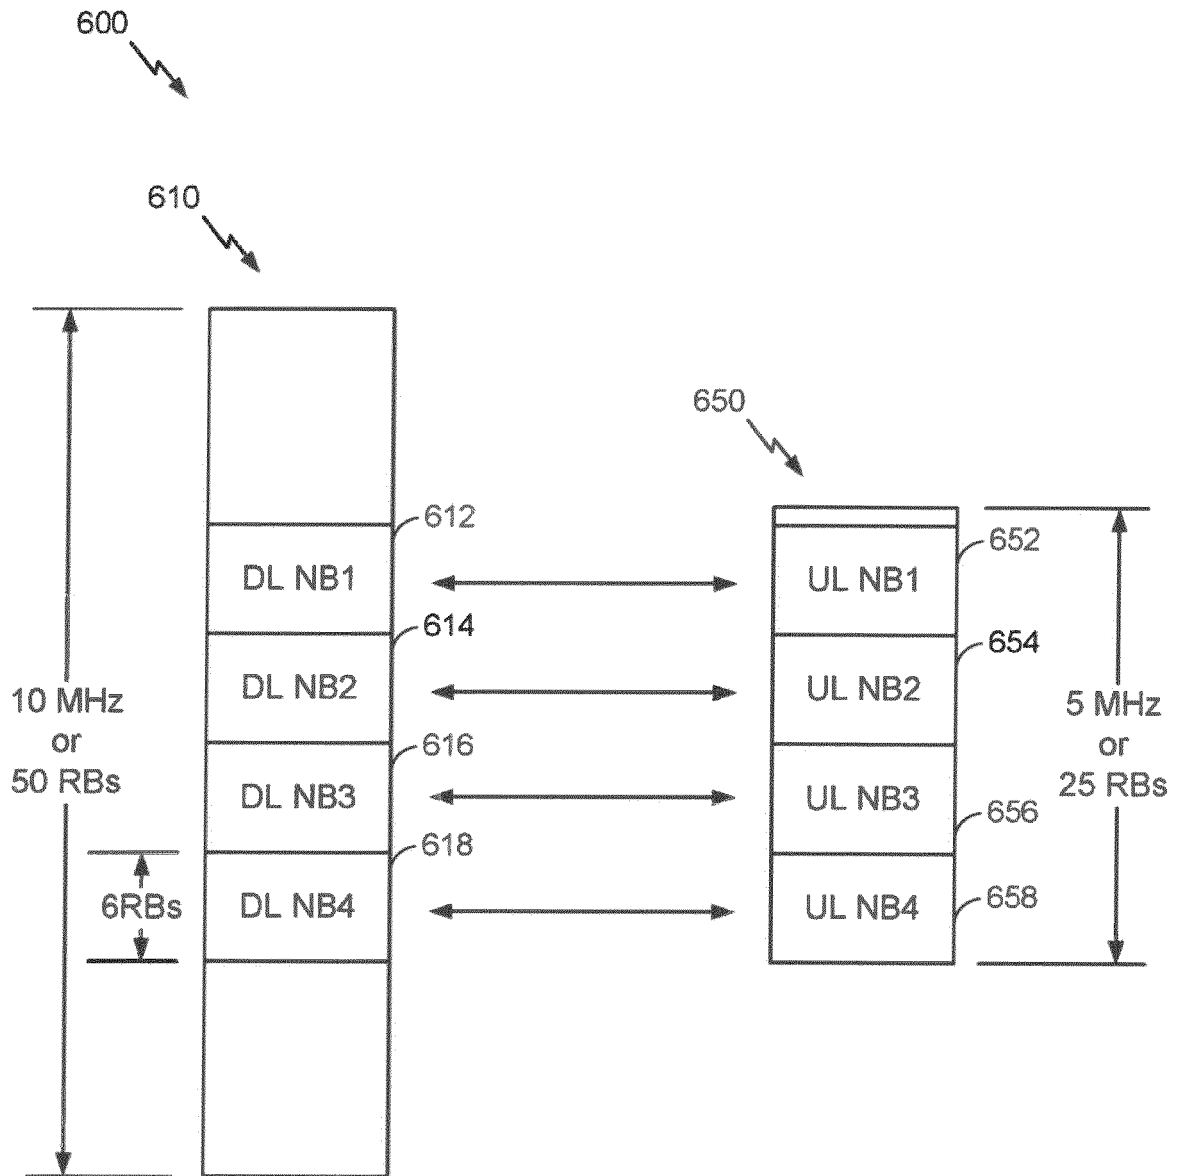 600
610
650
612
652
DL NB1
UL NB1
614
654
DL NB2
UL NB2
10 MHz
or
50 RBs
5 MHz
or
25 RBs
616
DL NB3
UL NB3
656
618
6RBs
DL NB4
UL NB4
658